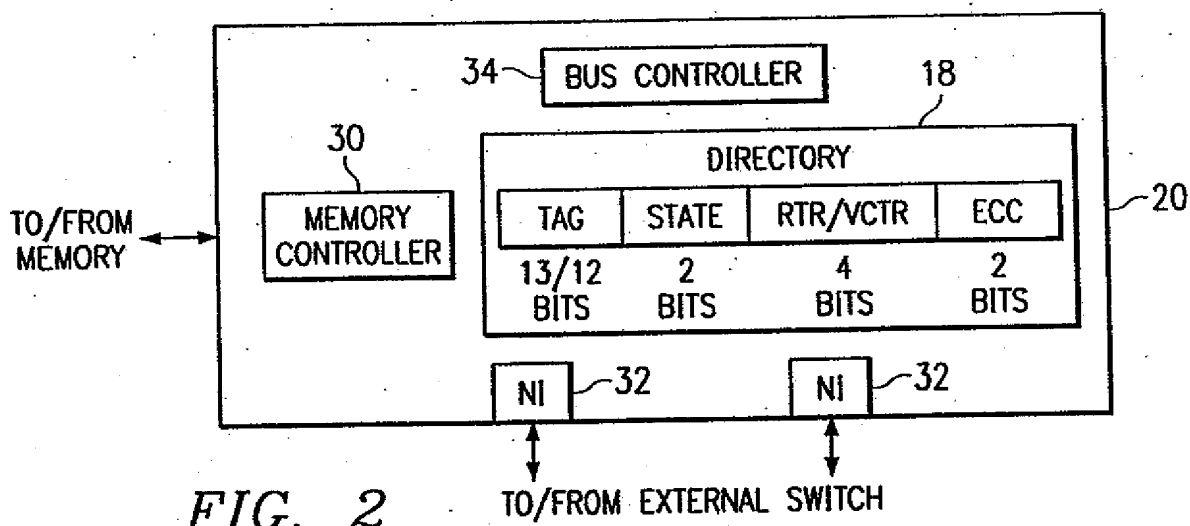 34
BUS CONTROLLER
18
30
DIRECTORY
TO/FROM
MEMORY
MEMORY
CONTROLLER
TAG
STATE
RTR/VCTR
ECC
20
13/12
BITS
2
BITS
4
BITS
2
BITS
NI
32
NI
32
FIG. 2
TO/FROM EXTERNAL SWITCH